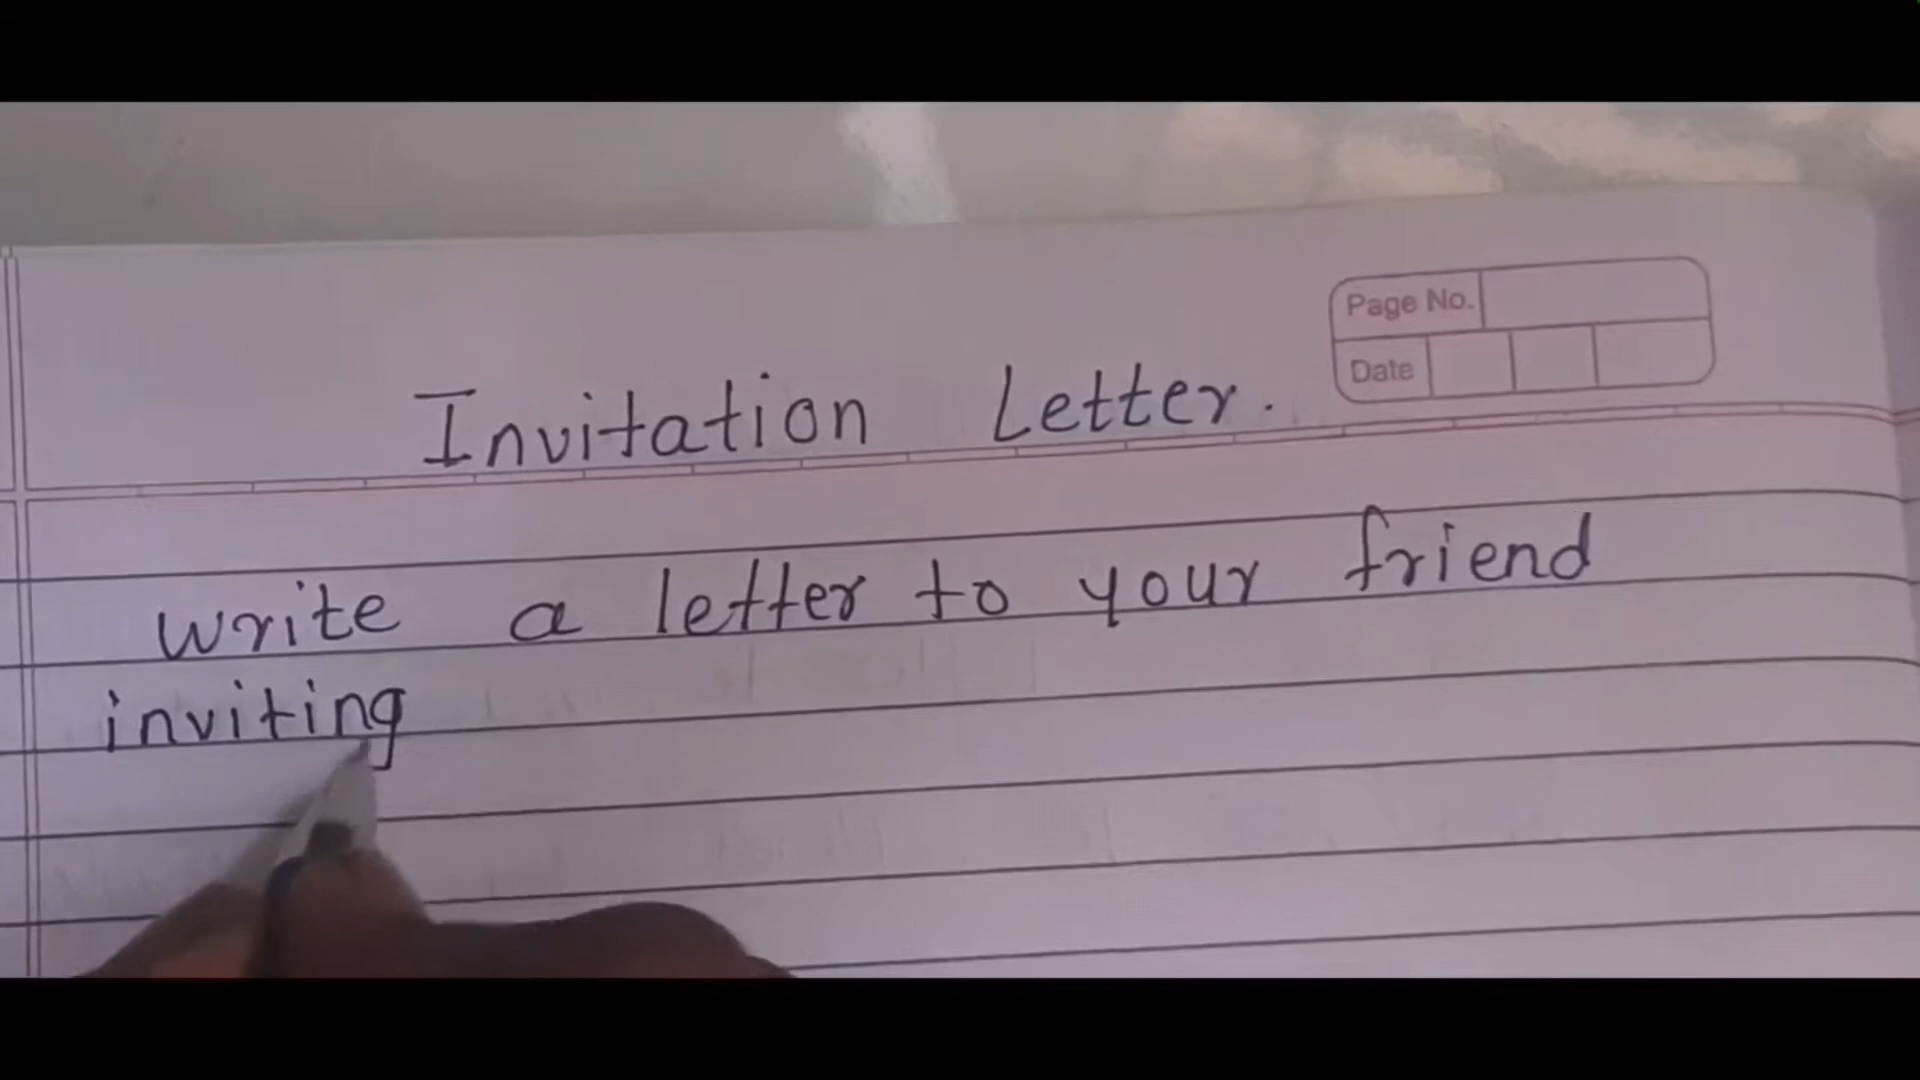 Page No.
Date
Invitation Letter.
write a letter to your friend
inviting